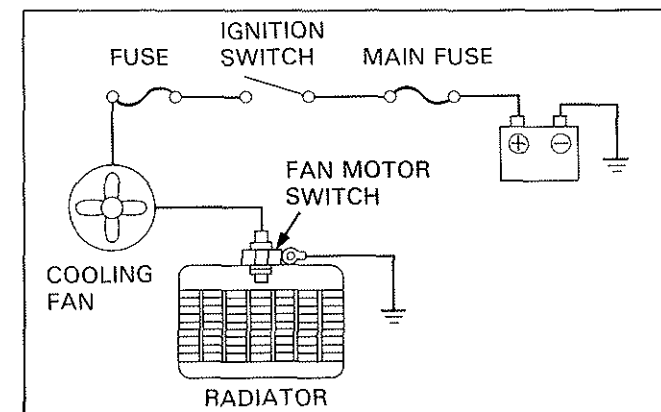 IGNITION
SWITCH
FUSE
MAIN FUSE
+
−
FAN MOTOR
SWITCH
COOLING
FAN
RADIATOR